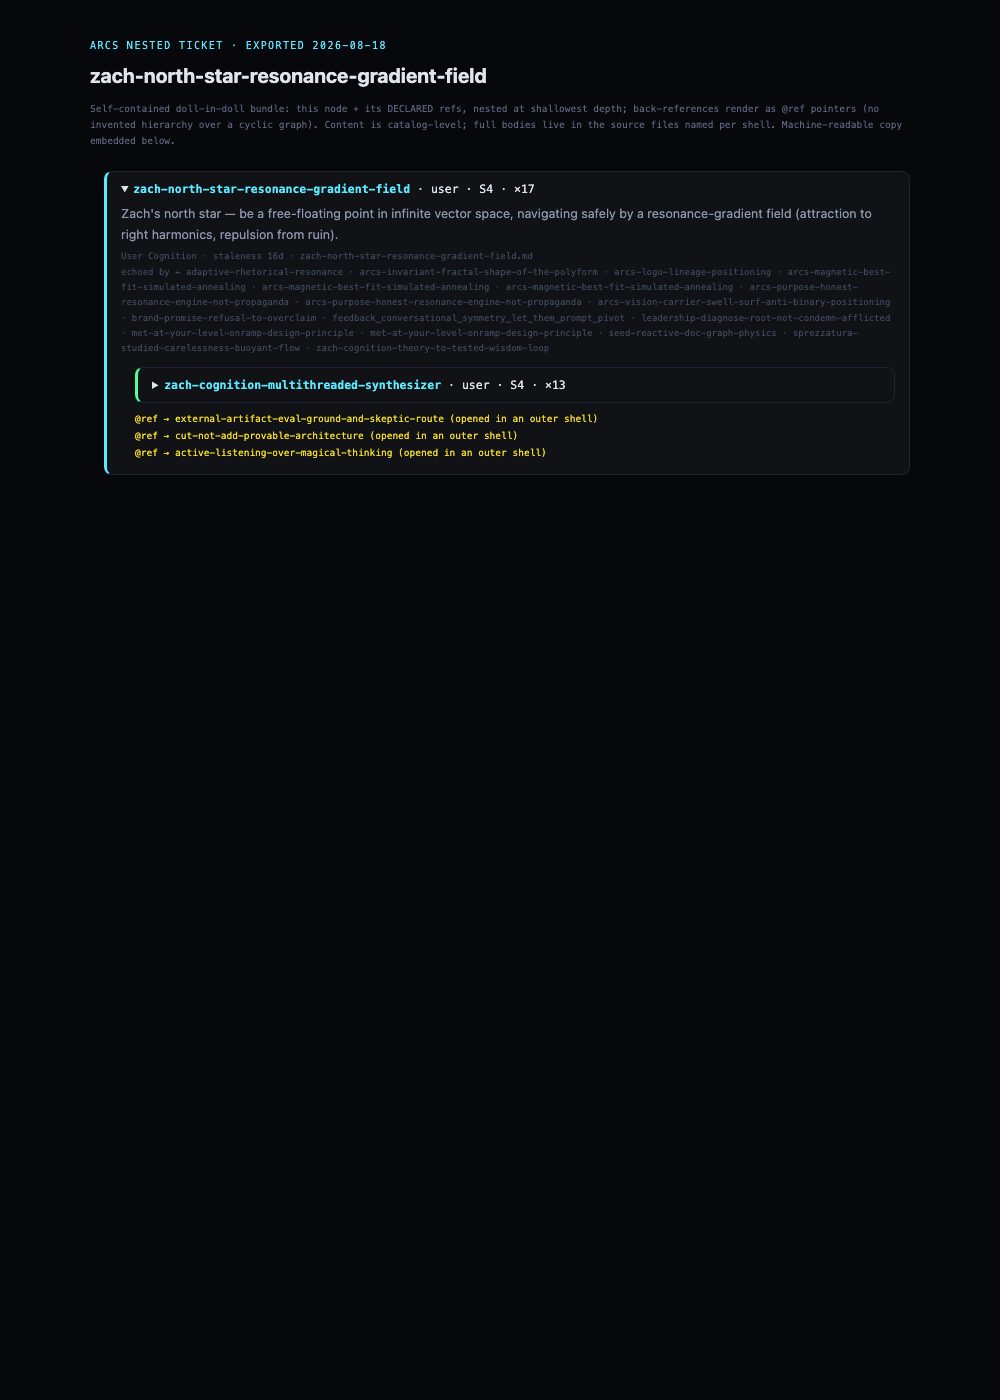 ARCS NESTED TICKET · EXPORTED 2026-08-18
zach-north-star-resonance-gradient-field
Self-contained doll-in-doll bundle: this node + its DECLARED refs, nested at shallowest depth; back-references render as @ref pointers (no
invented hierarchy over a cyclic graph). Content is catalog-level; full bodies live in the source files named per shell. Machine-readable copy
embedded below.
▼ zach-north-star-resonance-gradient-field · user · S4 · ×17
Zach's north star — be a free-floating point in infinite vector space, navigating safely by a resonance-gradient field (attraction to
right harmonics, repulsion from ruin).
User Cognition · staleness 16d · zach-north-star-resonance-gradient-field.md
echoed by ← adaptive-rhetorical-resonance · arcs-invariant-fractal-shape-of-the-polyform · arcs-logo-lineage-positioning · arcs-magnetic-best-
fit-simulated-annealing · arcs-magnetic-best-fit-simulated-annealing · arcs-magnetic-best-fit-simulated-annealing · arcs-purpose-honest-
resonance-engine-not-propaganda · arcs-purpose-honest-resonance-engine-not-propaganda · arcs-vision-carrier-swell-surf-anti-binary-positioning
· brand-promise-refusal-to-overclaim · feedback_conversational_symmetry_let_them_prompt_pivot · leadership-diagnose-root-not-condemn-afflicted
· met-at-your-level-onramp-design-principle · met-at-your-level-onramp-design-principle · seed-reactive-doc-graph-physics · sprezzatura-
studied-carelessness-buoyant-flow · zach-cognition-theory-to-tested-wisdom-loop
▶ zach-cognition-multithreaded-synthesizer · user · S4 · ×13
@ref → external-artifact-eval-ground-and-skeptic-route (opened in an outer shell)
@ref → cut-not-add-provable-architecture (opened in an outer shell)
@ref → active-listening-over-magical-thinking (opened in an outer shell)